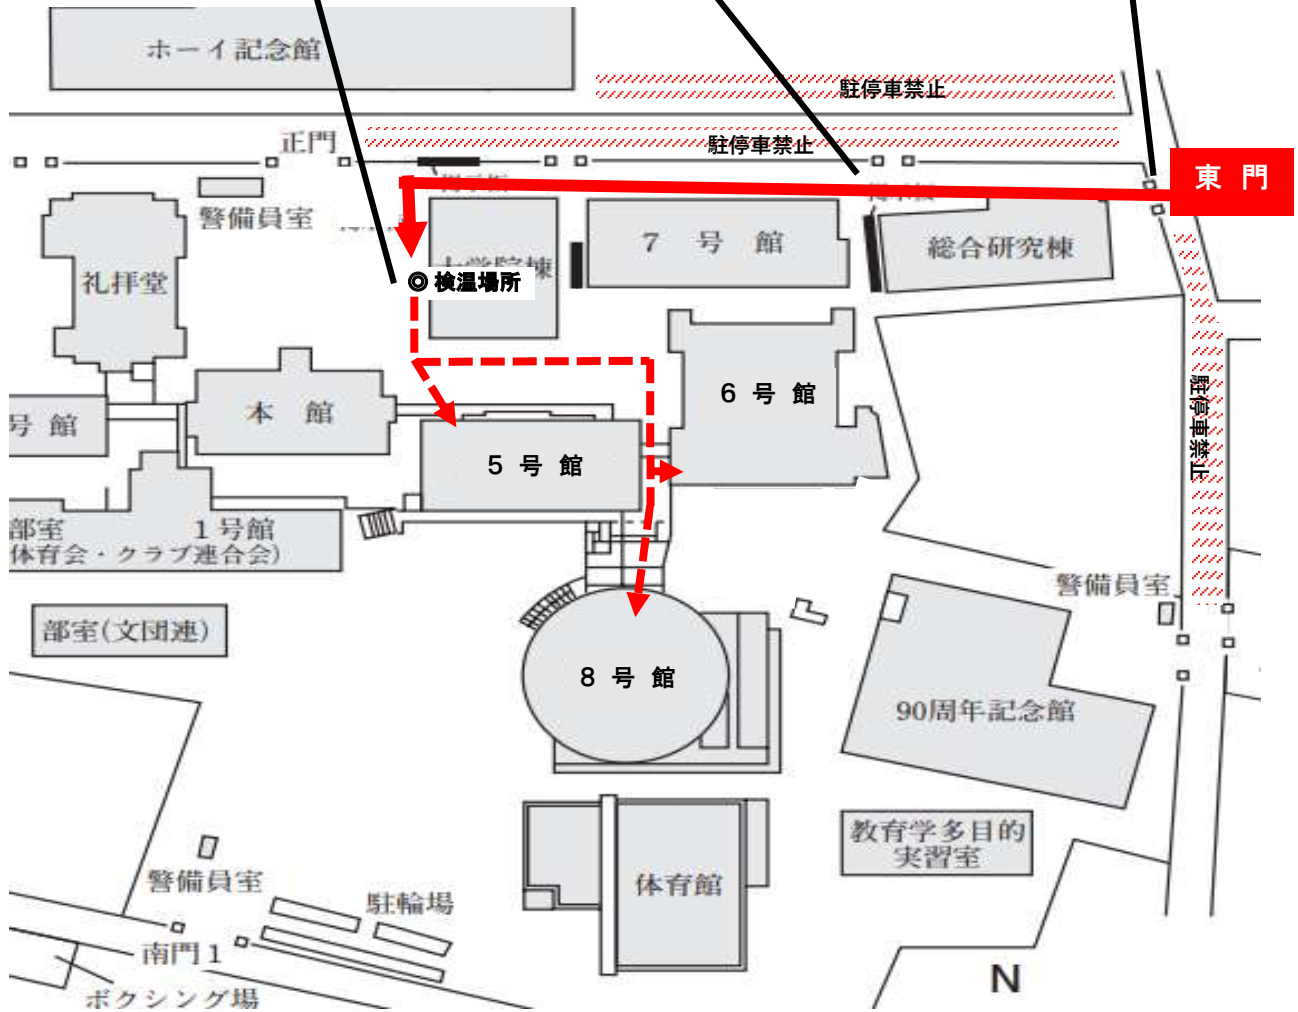 ホーイ記念館
駐停車禁止
正門
駐停車禁止
東 門
警備員室
7 号 館
総合研究棟
礼拝堂
◎ 検温場所
6 号 館
駐停車禁止
号 館
本 館
5 号 館
部室
1号館
体育会・クラブ連合会)
警備員室
部室(文団連)
8 号 館
90周年記念館
教育学多目的
実習室
体育館
警備員室
駐輪場
南門1
N
ボクシング場